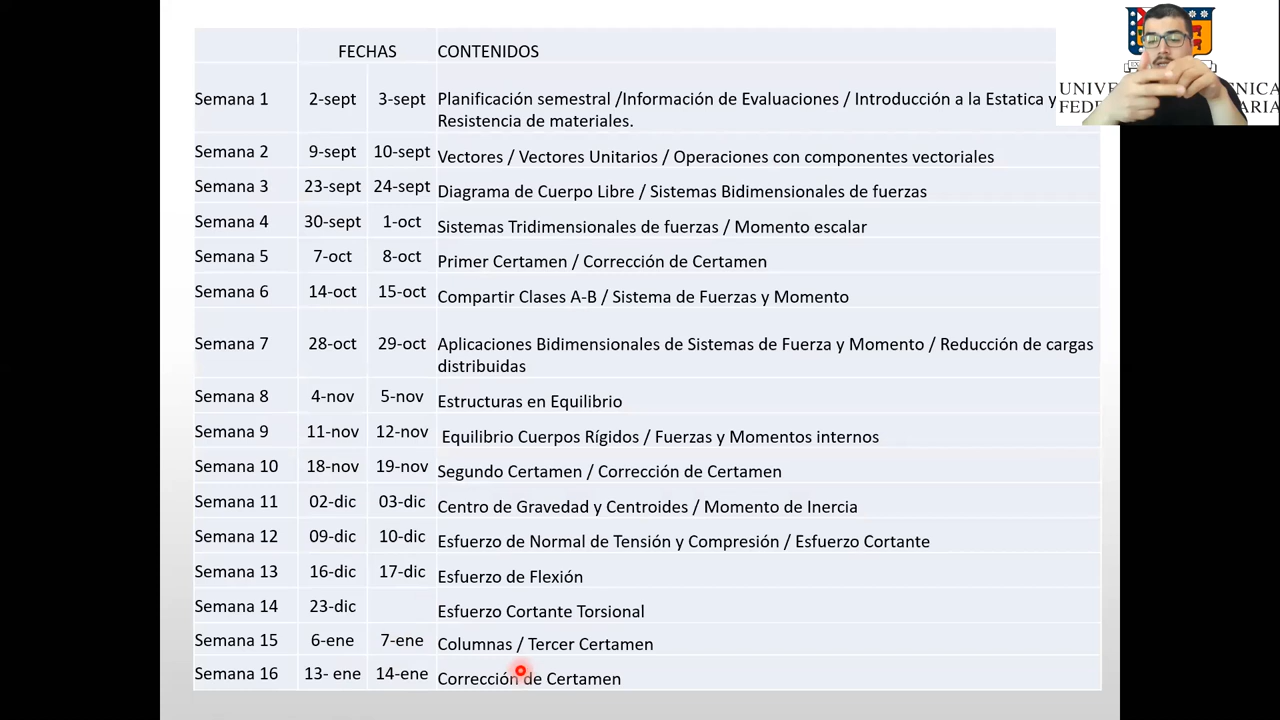 FECHAS CONTENIDOS
Semana 1 2-sept 3-sept Planificación semestral /Información de Evaluaciones / Introducción a la Estatica y
Resistencia de materiales.
Semana 2 9-sept 10-sept Vectores / Vectores Unitarios / Operaciones con componentes vectoriales
Semana 3 23-sept 24-sept Diagrama de Cuerpo Libre / Sistemas Bidimensionales de fuerzas
Semana 4 30-sept 1-oct Sistemas Tridimensionales de fuerzas / Momento escalar
Semana 5 7-oct 8-oct Primer Certamen / Corrección de Certamen
Semana 6 14-oct 15-oct Compartir Clases A-B / Sistema de Fuerzas y Momento
Semana 7 28-oct 29-oct Aplicaciones Bidimensionales de Sistemas de Fuerza y Momento / Reducción de cargas
distribuidas
Semana 8 4-nov 5-nov Estructuras en Equilibrio
Semana 9 11-nov 12-nov Equilibrio Cuerpos Rígidos / Fuerzas y Momentos internos
Semana 10 18-nov 19-nov Segundo Certamen / Corrección de Certamen
Semana 11 02-dic 03-dic Centro de Gravedad y Centroides / Momento de Inercia
Semana 12 09-dic 10-dic Esfuerzo de Normal de Tensión y Compresión / Esfuerzo Cortante
Semana 13 16-dic 17-dic Esfuerzo de Flexión
Semana 14 23-dic Esfuerzo Cortante Torsional
Semana 15 6-ene 7-ene Columnas / Tercer Certamen
Semana 16 13- ene 14-ene Corrección de Certamen